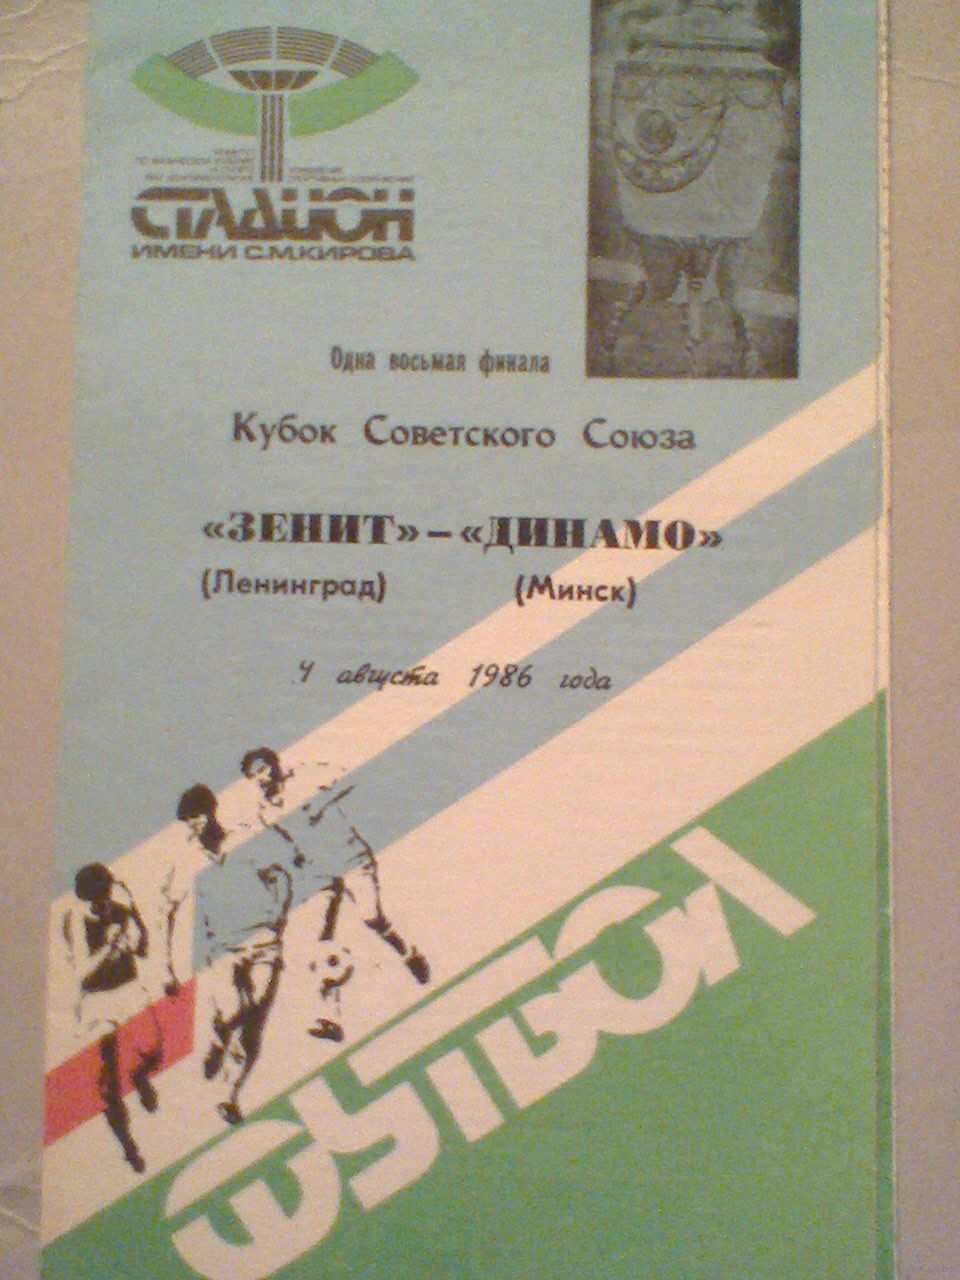 СТАДИОН
ИМЕНИ С.М.КИРОВА
Одна восьмая финала
Кубок Советского Союза
«ЗЕНИТ» – «ДИНАМО»
(Ленинград) (Минск)
4 августа 1986 года
ФУТБОЛ